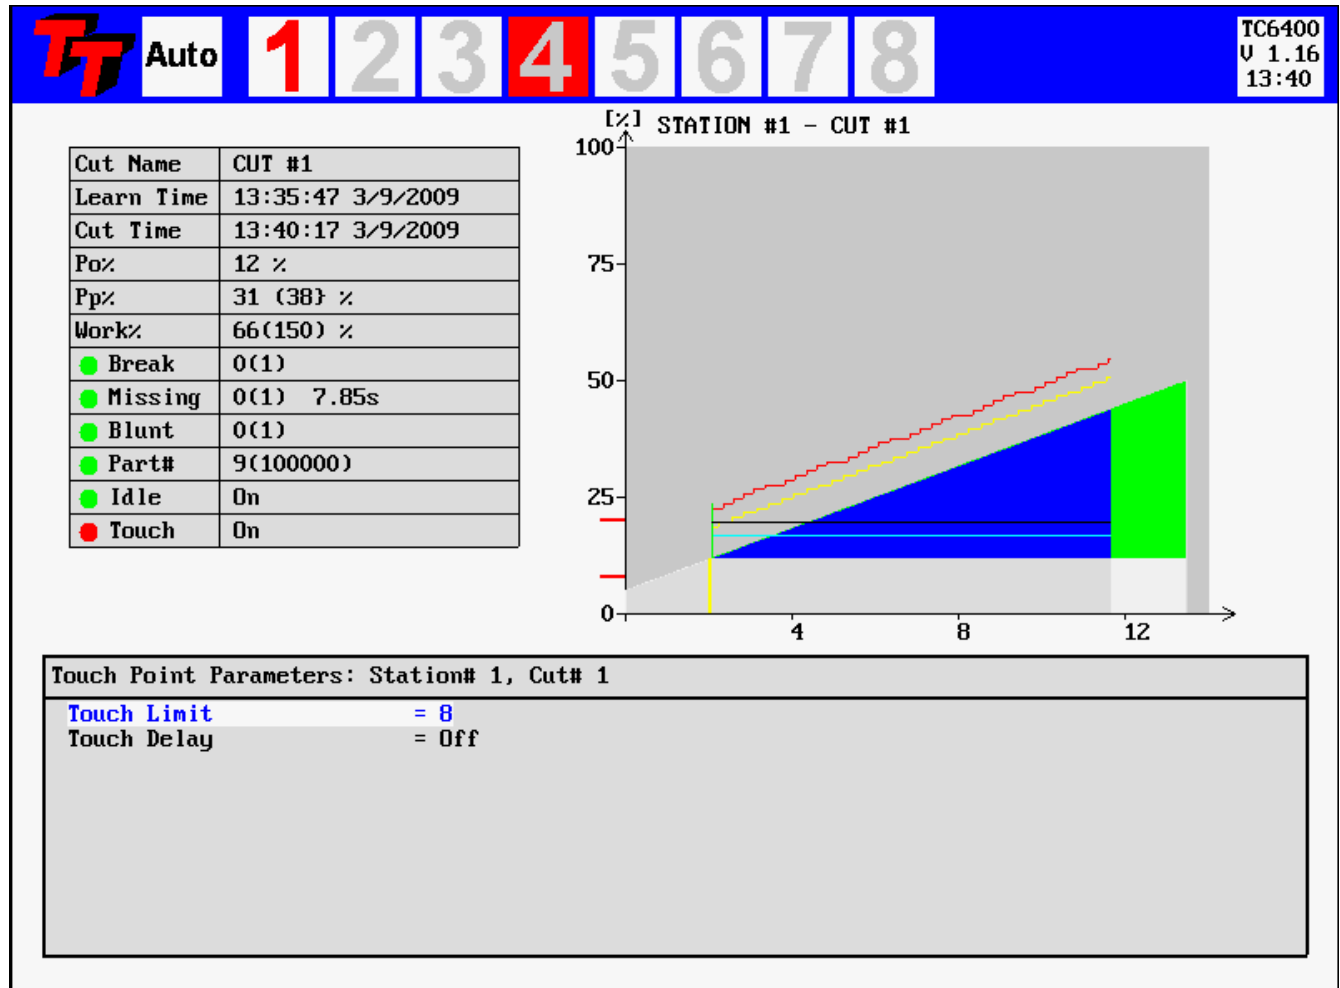 TT Auto 1 2 3 4 5 6 7 8
TC6400
V 1.16
13:40
Cut Name CUT #1
Learn Time 13:35:47 3/9/2009
Cut Time 13:40:17 3/9/2009
Po% 12 %
Pp% 31 (38} %
Work% 66(150) %
Break 0(1)
Missing 0(1) 7.85s
Blunt 0(1)
Part# 9(100000)
Idle On
Touch On
[%] STATION #1 - CUT #1
100
75
50
25
0
4 8 12
Touch Point Parameters: Station# 1, Cut# 1
Touch Limit = 8
Touch Delay = Off